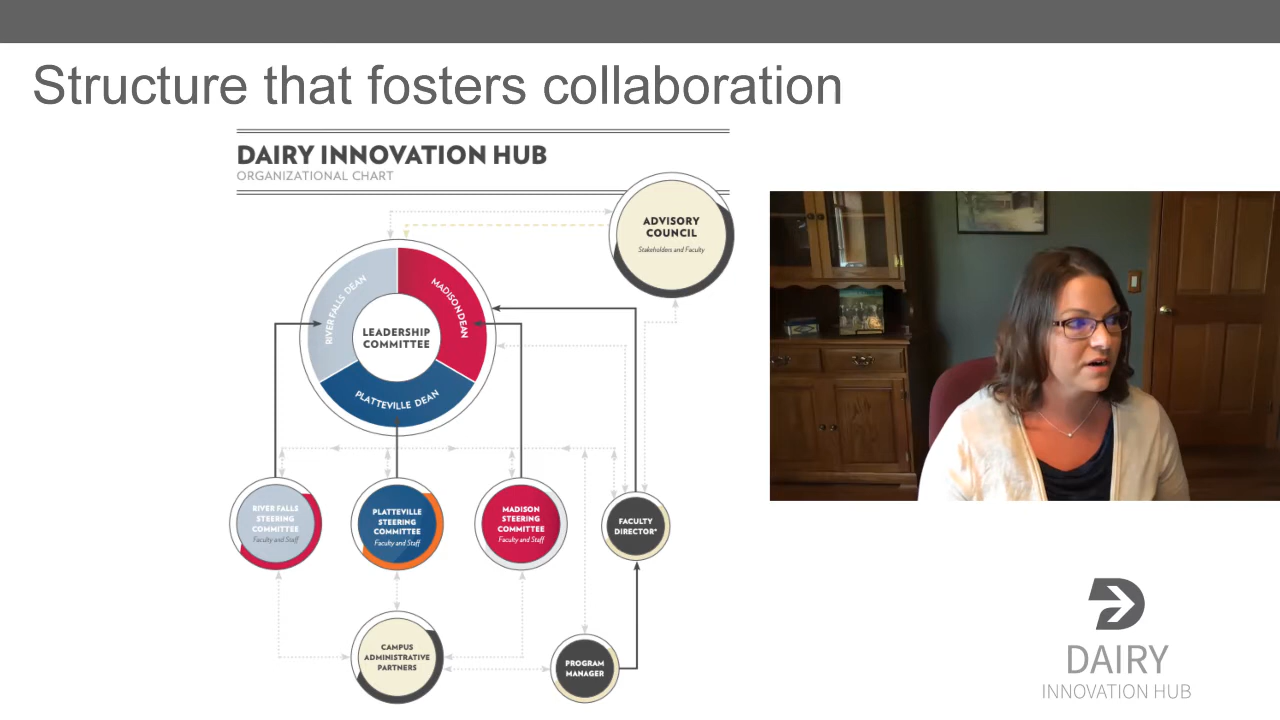 Structure that fosters collaboration
DAIRY INNOVATION HUB
ORGANIZATIONAL CHART
ADVISORY
COUNCIL
Stakeholders and Faculty
RIVER FALLS DEAN
MADISON DEAN
LEADERSHIP
COMMITTEE
PLATTEVILLE DEAN
RIVER FALLS
STEERING
COMMITTEE
Faculty and Staff
PLATTEVILLE
STEERING
COMMITTEE
Faculty and Staff
MADISON
STEERING
COMMITTEE
Faculty and Staff
FACULTY
DIRECTOR*
CAMPUS
ADMINISTRATIVE
PARTNERS
PROGRAM
MANAGER
DAIRY
INNOVATION HUB